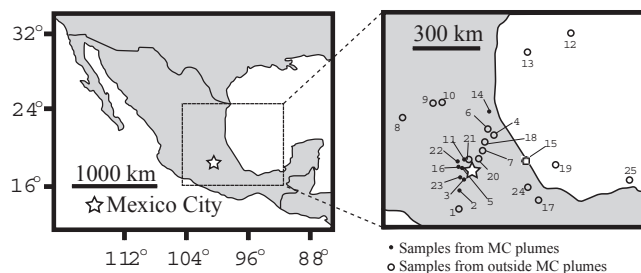 32°
24°
16°
1000 km
☆ Mexico City
112° 104° 96° 88°
300 km
12
13
14
9 10
8
6 4
18
11 21
22 15
16 7 19
20
23 25
3 5 24
2 17
1
• Samples from MC plumes
○ Samples from outside MC plumes